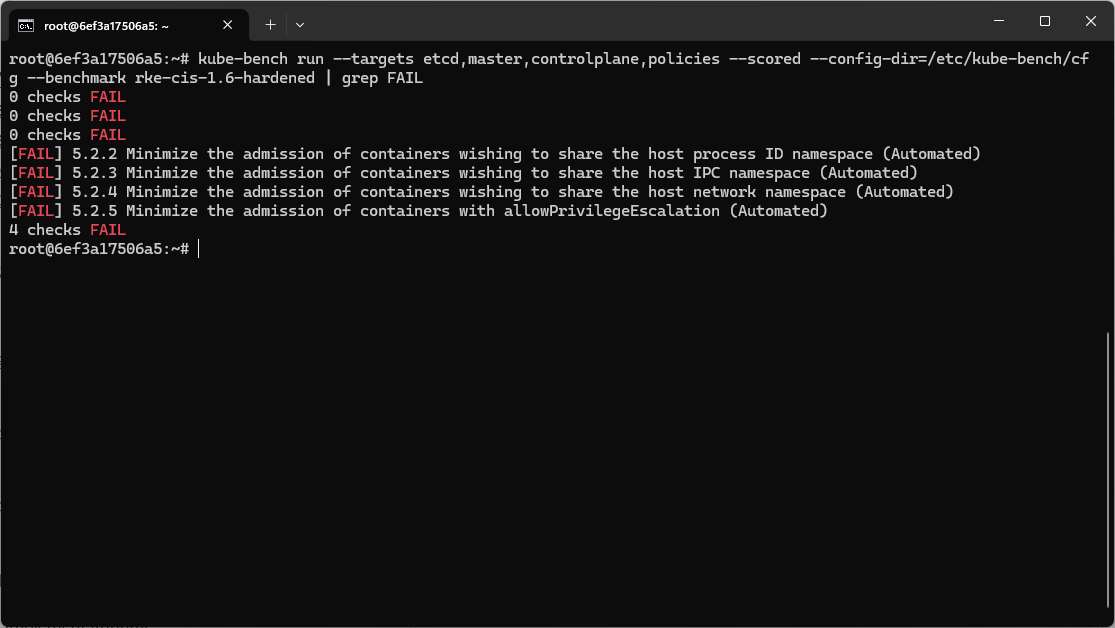 root@6ef3a17506a5: ~
root@6ef3a17506a5:~# kube-bench run --targets etcd,master,controlplane,policies --scored --config-dir=/etc/kube-bench/cf
g --benchmark rke-cis-1.6-hardened | grep FAIL
0 checks FAIL
0 checks FAIL
0 checks FAIL
[FAIL] 5.2.2 Minimize the admission of containers wishing to share the host process ID namespace (Automated)
[FAIL] 5.2.3 Minimize the admission of containers wishing to share the host IPC namespace (Automated)
[FAIL] 5.2.4 Minimize the admission of containers wishing to share the host network namespace (Automated)
[FAIL] 5.2.5 Minimize the admission of containers with allowPrivilegeEscalation (Automated)
4 checks FAIL
root@6ef3a17506a5:~#